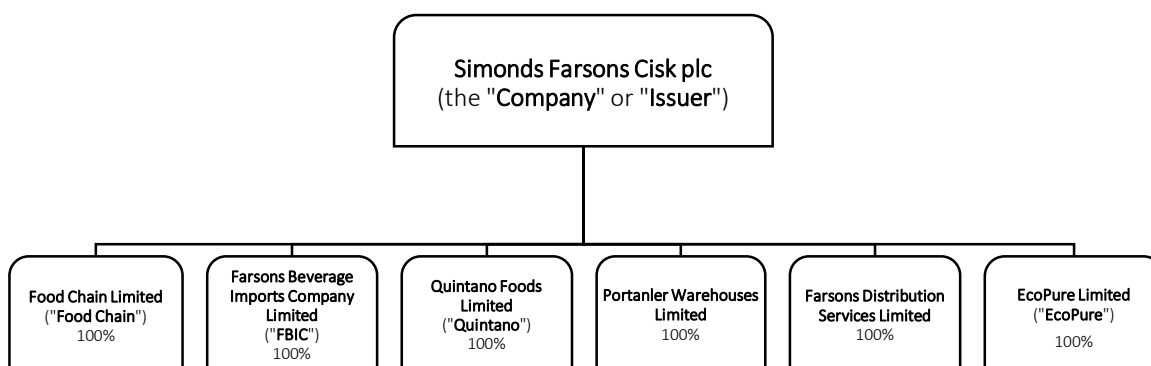 Simonds Farsons Cisk plc
(the "Company" or "Issuer")
Food Chain Limited
("Food Chain")
100%
Farsons Beverage
Imports Company
Limited
("FBIC")
100%
Quintano Foods
Limited
("Quintano")
100%
Portanler Warehouses
Limited
100%
Farsons Distribution
Services Limited
100%
EcoPure Limited
("EcoPure")
100%